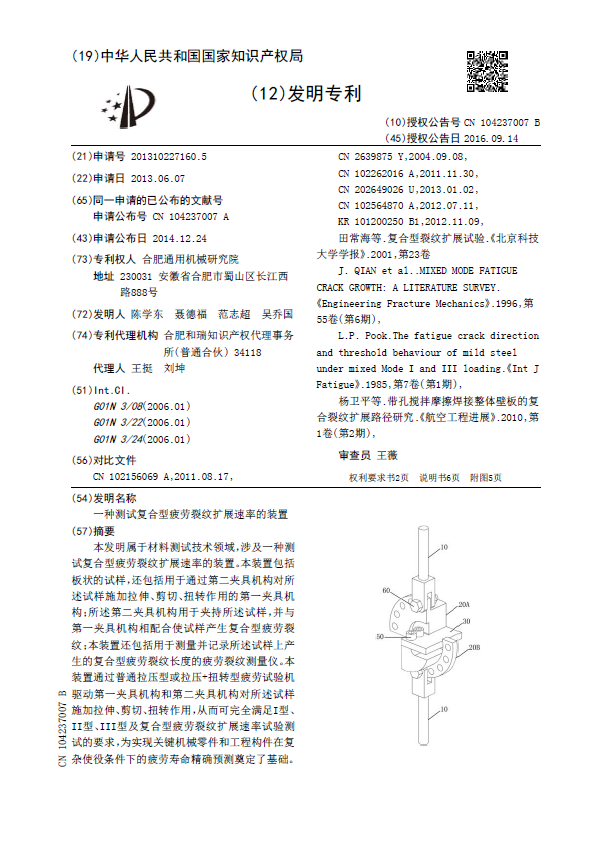 (19)中华人民共和国国家知识产权局
(12)发明专利
(10)授权公告号 CN 104237007 B
(45)授权公告日 2016.09.14
(21)申请号 201310227160.5
(22)申请日 2013.06.07
(65)同一申请的已公布的文献号
申请公布号 CN 104237007 A
(43)申请公布日 2014.12.24
(73)专利权人 合肥通用机械研究院
地址 230031 安徽省合肥市蜀山区长江西
路888号
(72)发明人 陈学东 聂德福 范志超 吴乔国
(74)专利代理机构 合肥和瑞知识产权代理事务
所(普通合伙) 34118
代理人 王挺 刘坤
(51)Int.Cl.
G01N 3/08(2006.01)
G01N 3/22(2006.01)
G01N 3/24(2006.01)
(56)对比文件
CN 102156069 A,2011.08.17,
CN 2639875 Y,2004.09.08,
CN 102262016 A,2011.11.30,
CN 202649026 U,2013.01.02,
CN 102564870 A,2012.07.11,
KR 101200250 B1,2012.11.09,
田常海等.复合型裂纹扩展试验.《北京科技
大学学报》.2001,第23卷
J. QIAN et al..MIXED MODE FATIGUE
CRACK GROWTH: A LITERATURE SURVEY.
《Engineering Fracture Mechanics》.1996,第
55卷(第6期),
L.P. Pook.The fatigue crack direction
and threshold behaviour of mild steel
under mixed Mode I and III loading.《Int J
Fatigue》.1985,第7卷(第1期),
杨卫平等.带孔搅拌摩擦焊接整体壁板的复
合裂纹扩展路径研究.《航空工程进展》.2010,第
1卷(第2期),
审查员 王薇
权利要求书2页 说明书6页 附图5页
(54)发明名称
一种测试复合型疲劳裂纹扩展速率的装置
(57)摘要
本发明属于材料测试技术领域,涉及一种测
试复合型疲劳裂纹扩展速率的装置。本装置包括
板状的试样,还包括用于通过第二夹具机构对所
述试样施加拉伸、剪切、扭转作用的第一夹具机
构;所述第二夹具机构用于夹持所述试样,并与
第一夹具机构相配合使试样产生复合型疲劳裂
纹;本装置还包括用于测量并记录所述试样上产
生的复合型疲劳裂纹长度的疲劳裂纹测量仪。本
装置通过普通拉压型或拉压+扭转型疲劳试验机
驱动第一夹具机构和第二夹具机构对所述试样
施加拉伸、剪切、扭转作用,从而可完全满足I型、
II型、III型及复合型疲劳裂纹扩展速率试验测
试的要求,为实现关键机械零件和工程构件在复
杂使役条件下的疲劳寿命精确预测奠定了基础。
10
60
20A
30
50
20B
10
CN 104237007 B